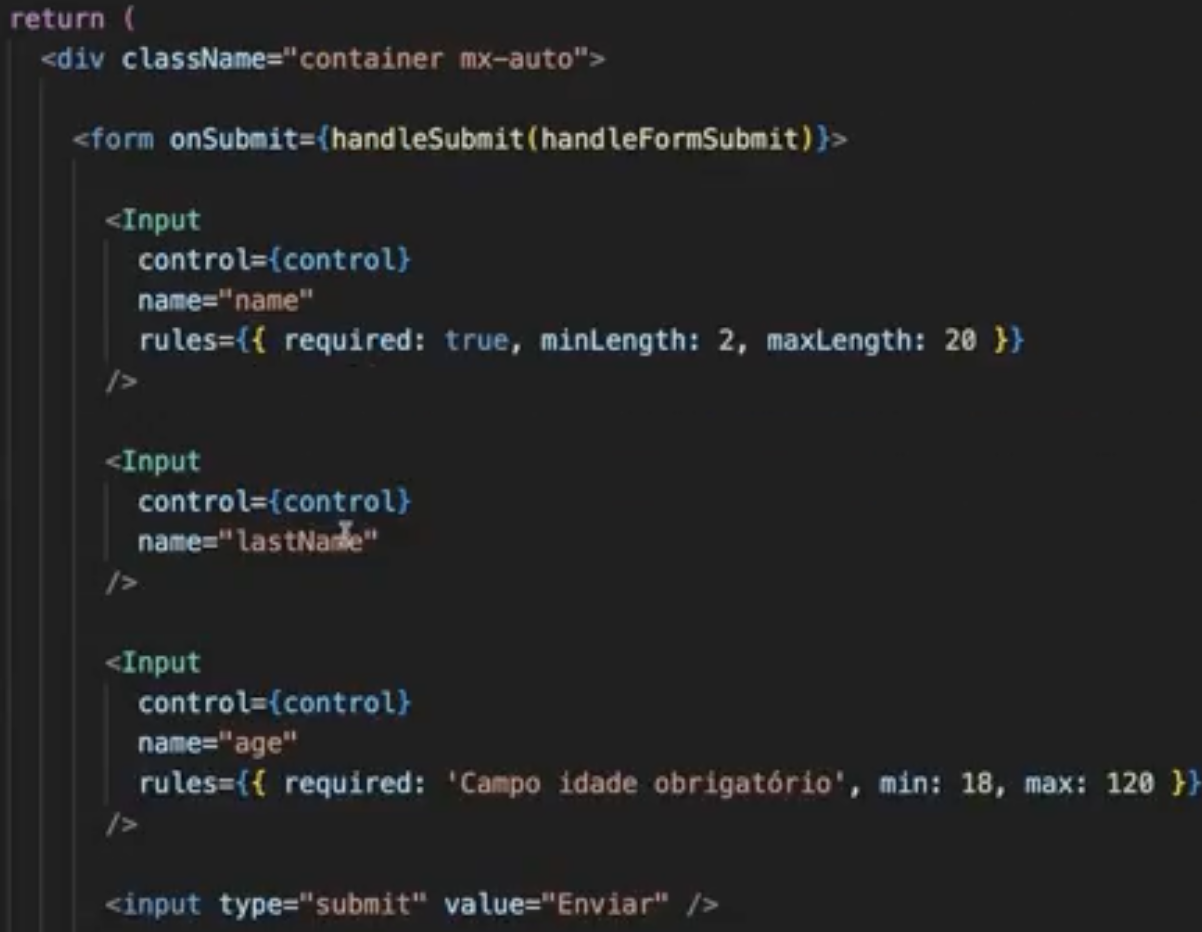 return (
<div className="container mx-auto">
<form onSubmit={handleSubmit(handleFormSubmit)}>
<Input
control={control}
name="name"
rules={{ required: true, minLength: 2, maxLength: 20 }}
/>
<Input
control={control}
name="lastName"
/>
<Input
control={control}
name="age"
rules={{ required: 'Campo idade obrigatório', min: 18, max: 120 }}
/>
<input type="submit" value="Enviar" />